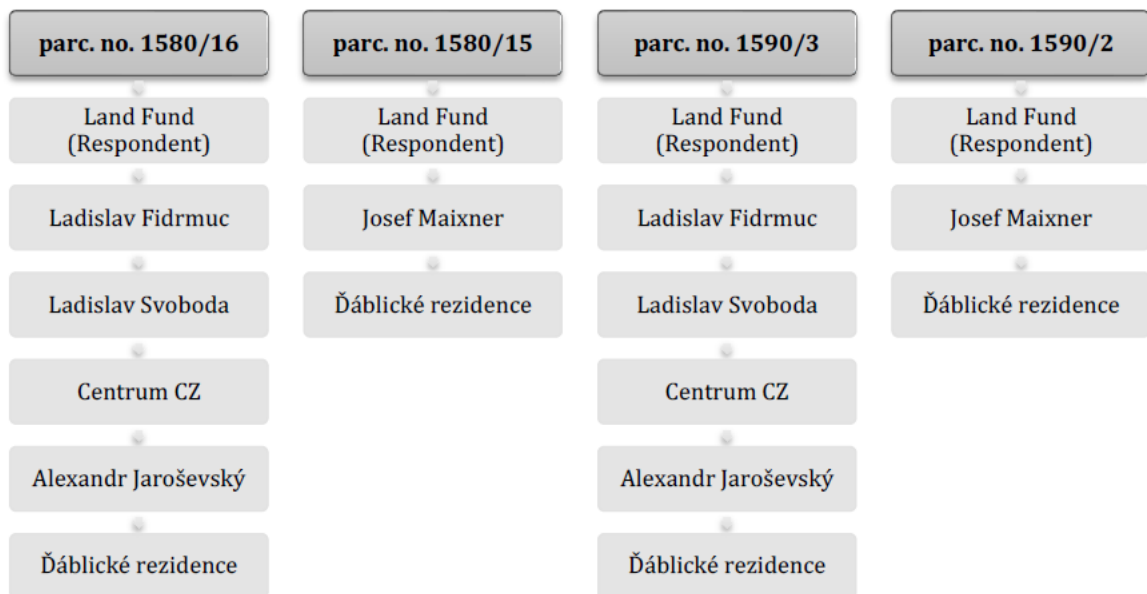 parc. no. 1580/16
Land Fund
(Respondent)
Ladislav Fidrmuc
Ladislav Svoboda
Centrum CZ
Alexandr Jaroševský
Ďáblické rezidence
parc. no. 1580/15
Land Fund
(Respondent)
Josef Maixner
Ďáblické rezidence
parc. no. 1590/3
Land Fund
(Respondent)
Ladislav Fidrmuc
Ladislav Svoboda
Centrum CZ
Alexandr Jaroševský
Ďáblické rezidence
parc. no. 1590/2
Land Fund
(Respondent)
Josef Maixner
Ďáblické rezidence